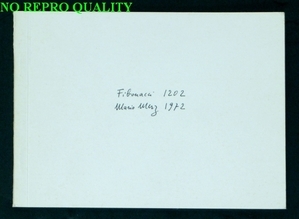 NO REPRO QUALITY
Fibonacci 1202
Mario Merz 1972